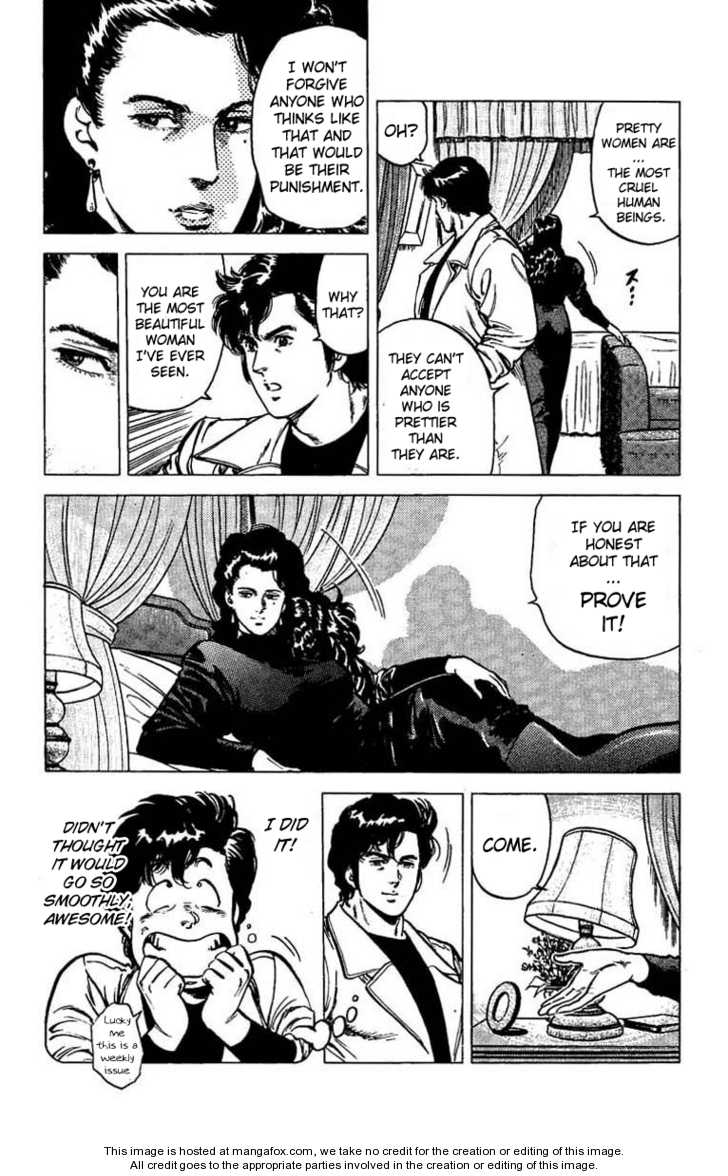 PRETTY
WOMEN ARE
...
THE MOST
CRUEL
HUMAN
BEINGS.
OH?
ス…
THEY CAN'T
ACCEPT
ANYONE
WHO IS
PRETTIER
THAN
THEY ARE.
I WON'T
FORGIVE
ANYONE WHO
THINKS LIKE
THAT AND
THAT WOULD
BE THEIR
PUNISHMENT.
WHY
THAT?
YOU ARE
THE MOST
BEAUTIFUL
WOMAN
I'VE EVER
SEEN.
IF YOU ARE
HONEST
ABOUT THAT
...
PROVE
IT!
COME.
I DID
IT!
DIDN'T
THOUGHT
IT WOULD
GO SO
SMOOTHLY,
AWESOME!
Lucky
me
this is a
weekly
issue
This image is hosted at mangafox.com, we take no credit for the creation or editing of this image.
All credit goes to the appropriate parties involved in the creation or editing of this image.